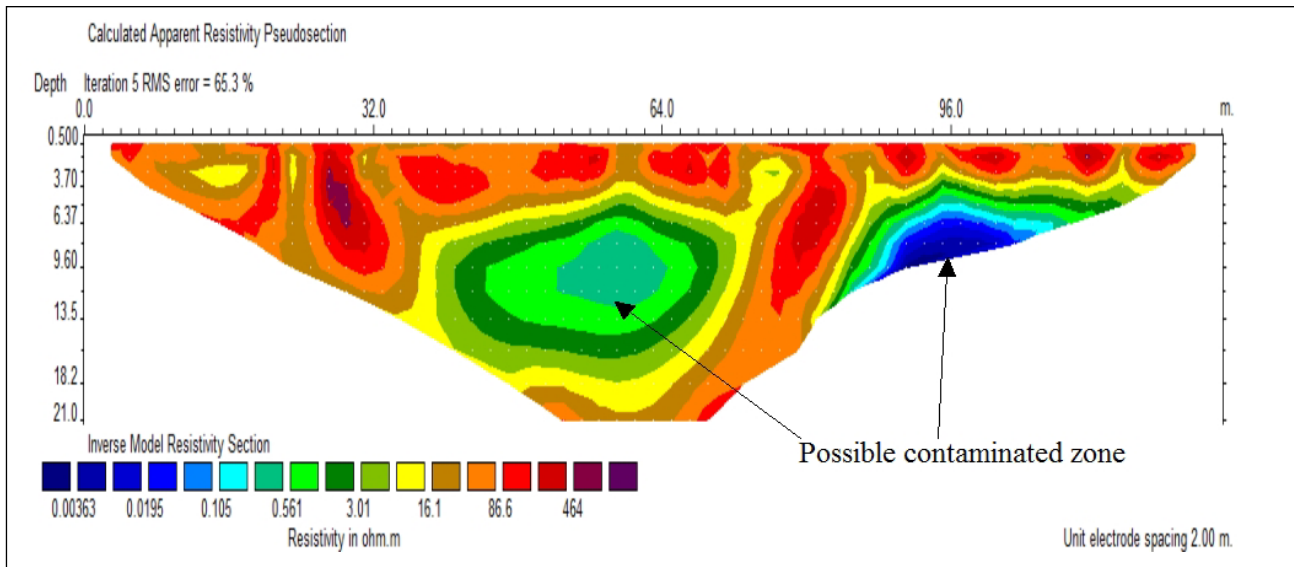 Calculated Apparent Resistivity Pseudosection
Depth Iteration 5 RMS error = 65.3 %
0.0 32.0 64.0 96.0 m.
0.500
3.70
6.37
9.60
13.5
18.2
21.0
Possible contaminated zone
Inverse Model Resistivity Section
0.00363 0.0195 0.105 0.561 3.01 16.1 86.6 464
Resistivity in ohm.m
Unit electrode spacing 2.00 m.